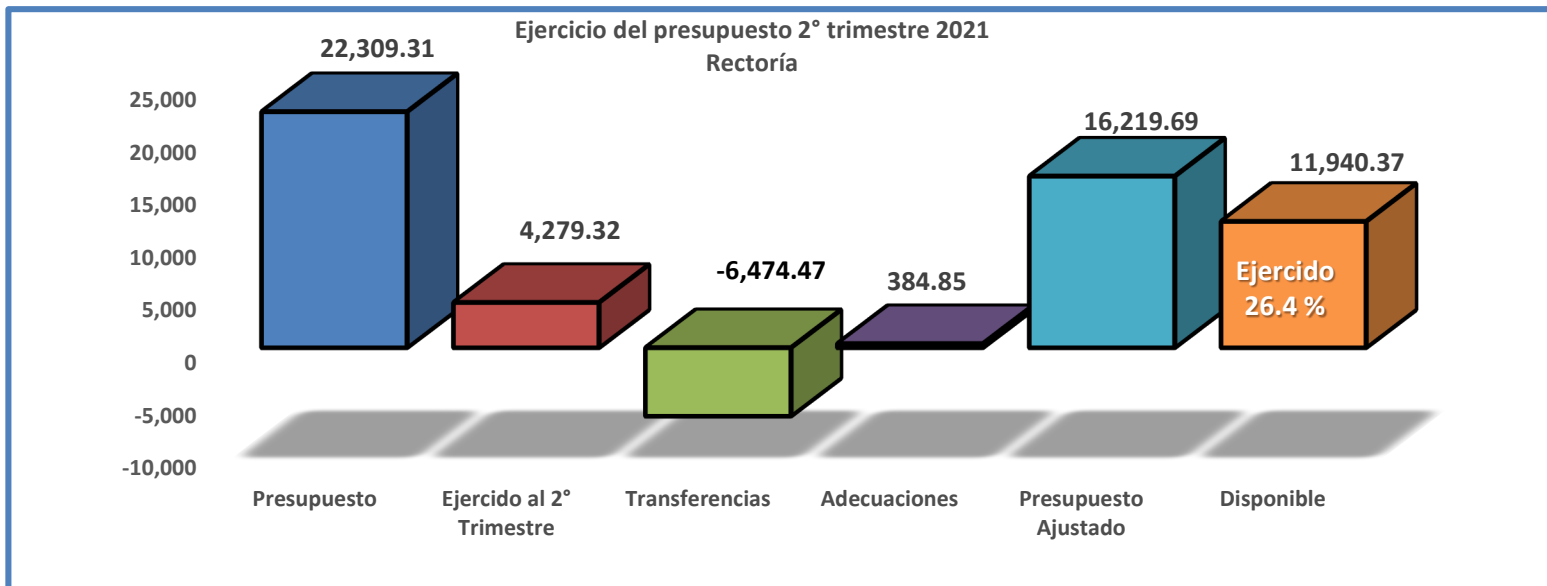 Ejercicio del presupuesto 2° trimestre 2021
Rectoría
22,309.31
4,279.32
-6,474.47
384.85
16,219.69
11,940.37
25,000
20,000
15,000
10,000
5,000
0
-5,000
-10,000
Ejercido
26.4 %
Presupuesto
Ejercido al 2°
Trimestre
Transferencias
Adecuaciones
Presupuesto
Ajustado
Disponible